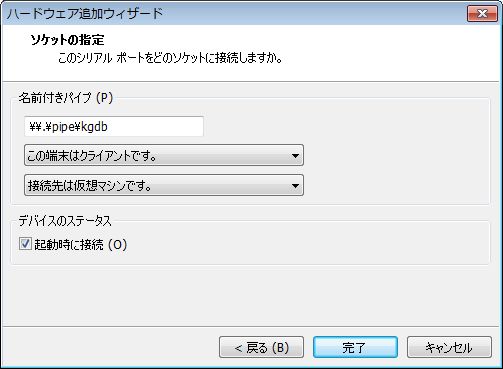 ハードウェア追加ウィザード
ソケットの指定
このシリアル ポートをどのソケットに接続しますか。
名前付きパイプ (P)
¥¥.¥pipe¥kgdb
この端末はクライアントです。
接続先は仮想マシンです。
デバイスのステータス
起動時に接続 (O)
< 戻る (B)
完了
キャンセル